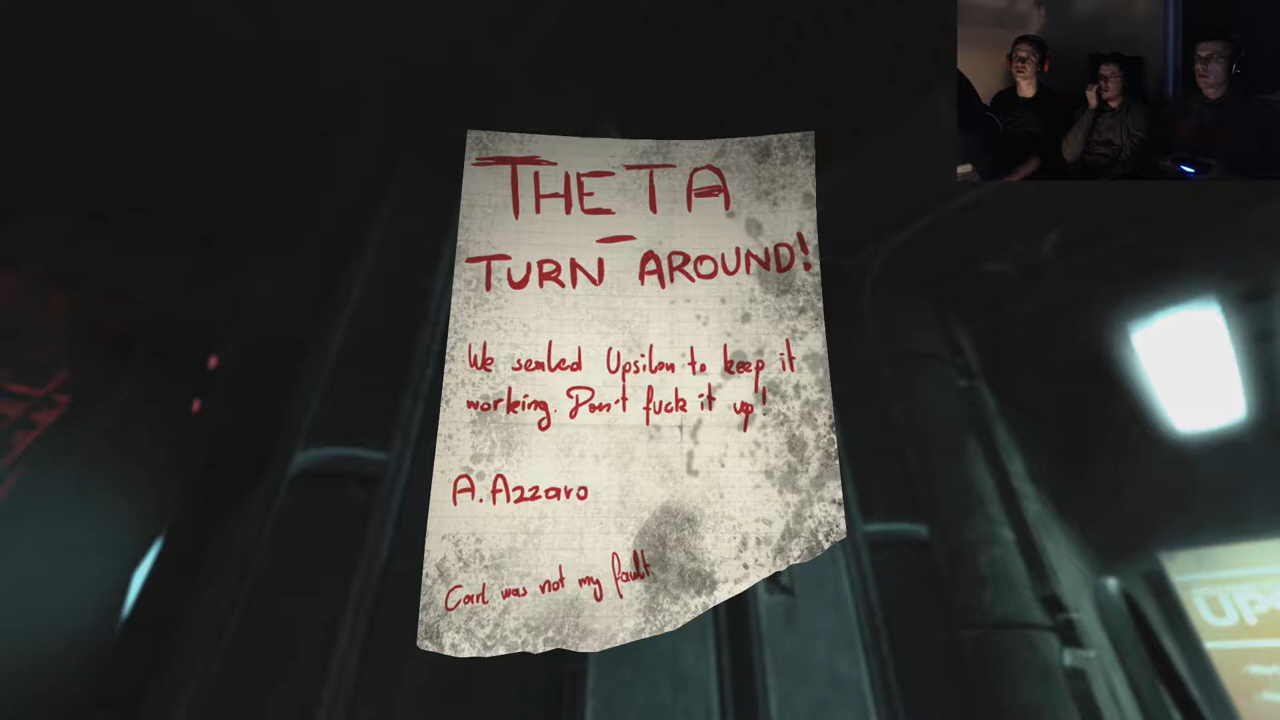 THETA
-
TURN AROUND!
We sealed Upsilon to keep it
working. Don't fuck it up!
A. Azzaro
Carl was not my fault.
UP